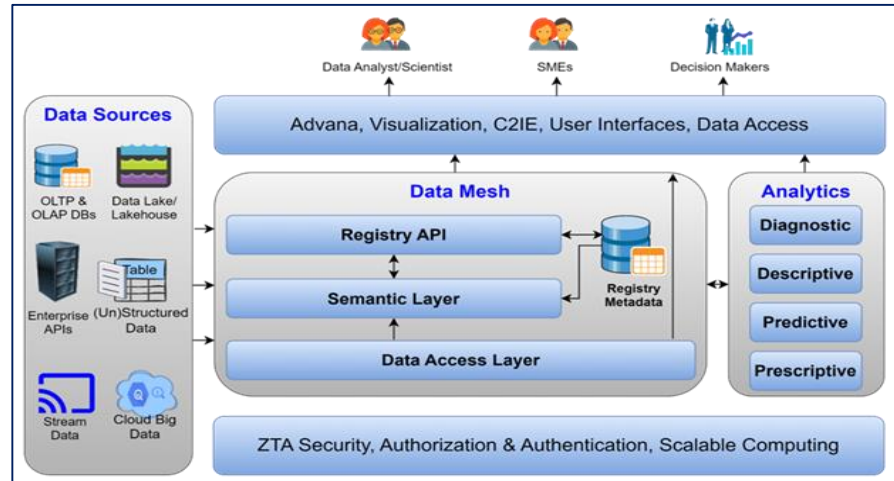 Data Analyst/Scientist
SMEs
Decision Makers
Data Sources
OLTP &
OLAP DBs
Data Lake/
Lakehouse
Enterprise
APIs
Table
(Un)Structured
Data
Stream
Data
Cloud Big
Data
Advana, Visualization, C2IE, User Interfaces, Data Access
Data Mesh
Registry API
Semantic Layer
Registry
Metadata
Data Access Layer
Analytics
Diagnostic
Descriptive
Predictive
Prescriptive
ZTA Security, Authorization & Authentication, Scalable Computing